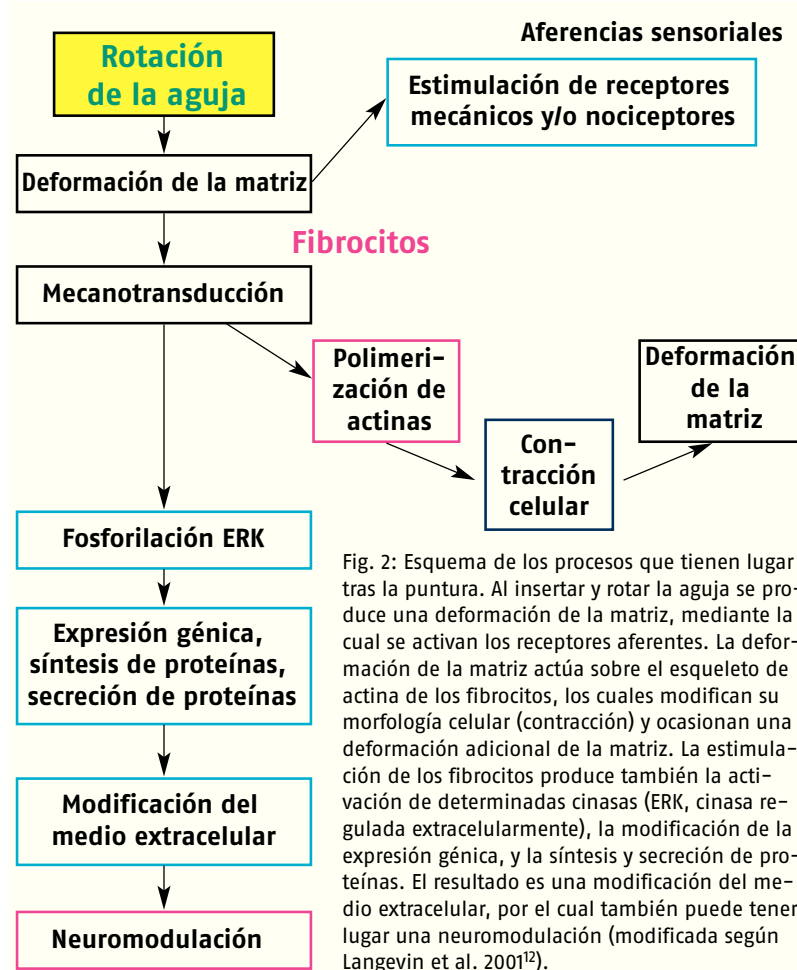 Rotación
de la aguja
Aferencias sensoriales
Estimulación de receptores
mecánicos y/o nociceptores
Deformación de la matriz
Fibrocitos
Mecanotransducción
Polimeri-
zación de
actinas
Con-
tracción
celular
Deformación
de la
matriz
Fosforilación ERK
Expresión génica,
síntesis de proteínas,
secreción de proteínas
Modificación del
medio extracelular
Neuromodulación
Fig. 2: Esquema de los procesos que tienen lugar
tras la puntura. Al insertar y rotar la aguja se pro-
duce una deformación de la matriz, mediante la
cual se activan los receptores aferentes. La defor-
mación de la matriz actúa sobre el esqueleto de
actina de los fibrocitos, los cuales modifican su
morfología celular (contracción) y ocasionan una
deformación adicional de la matriz. La estimula-
ción de los fibrocitos produce también la acti-
vación de determinadas cinasas (ERK, cinasa re-
gulada extracelularmente), la modificación de la
expresión génica, y la síntesis y secreción de pro-
teínas. El resultado es una modificación del me-
dio extracelular, por el cual también puede tener
lugar una neuromodulación (modificada según
Langevin et al. 2001¹²).